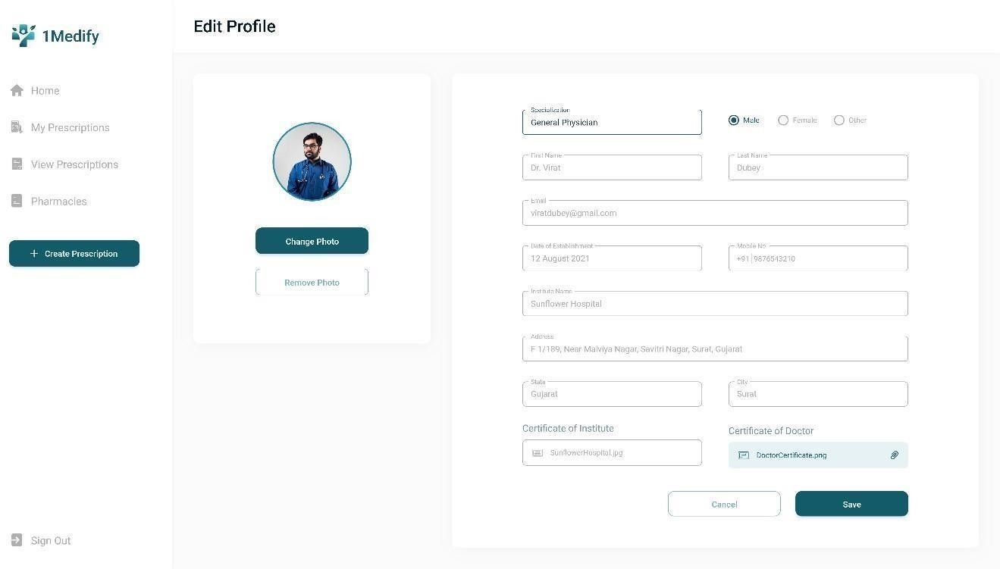 1Medify
Home
My Prescriptions
View Prescriptions
Pharmacies
+ Create Prescription
Sign Out
Edit Profile
Change Photo
Remove Photo
Specialization
General Physician
Male Female Other
First Name
Dr. Virat
Last Name
Dubey
Email
viratdubey@gmail.com
Date of Establishment
12 August 2021
Mobile No
+91 9876543210
Institute Name
Sunflower Hospital
Address
F 1/189, Near Malviya Nagar, Savitri Nagar, Surat, Gujarat
State
Gujarat
City
Surat
Certificate of Institute
SunflowerHospital.jpg
Certificate of Doctor
DoctorCertificate.png
Cancel
Save